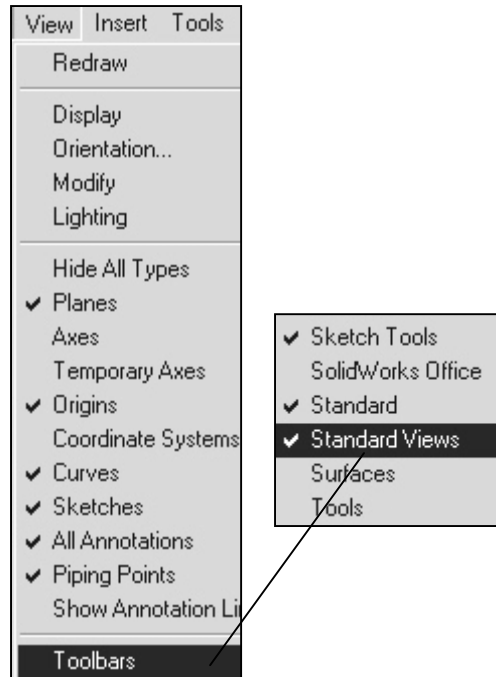 View Insert Tools
Redraw
Display
Orientation...
Modify
Lighting
Hide All Types
✔ Planes
Axes
Temporary Axes
✔ Origins
Coordinate Systems
✔ Curves
✔ Sketches
✔ All Annotations
✔ Piping Points
Show Annotation Li
Toolbars
✔ Sketch Tools
SolidWorks Office
✔ Standard
✔ Standard Views
Surfaces
Tools